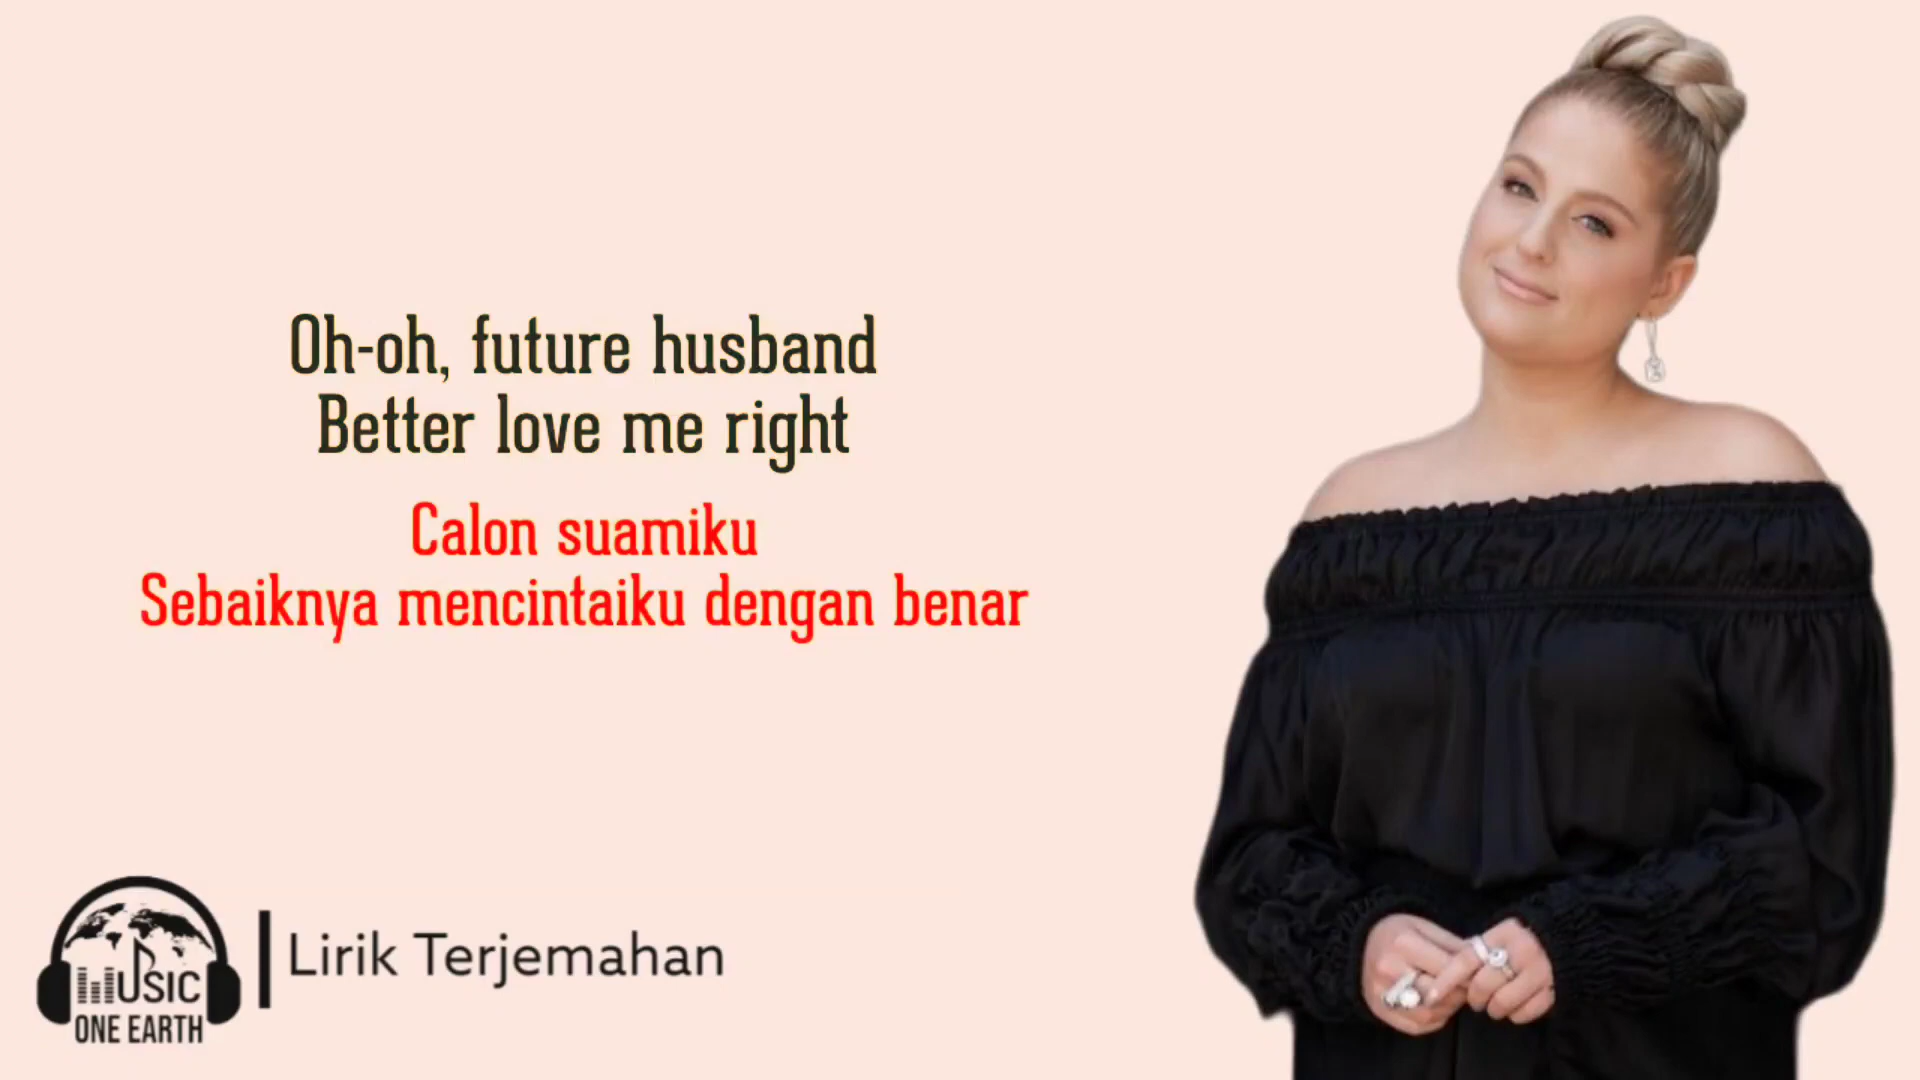 Oh-oh, future husband
Better love me right
Calon suamiku
Sebaiknya mencintaiku dengan benar
MUSIC
ONE EARTH
Lirik Terjemahan